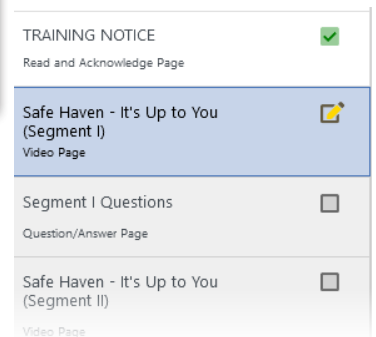 TRAINING NOTICE
Read and Acknowledge Page
Safe Haven - It's Up to You
(Segment I)
Video Page
Segment I Questions
Question/Answer Page
Safe Haven - It's Up to You
(Segment II)
Video Page